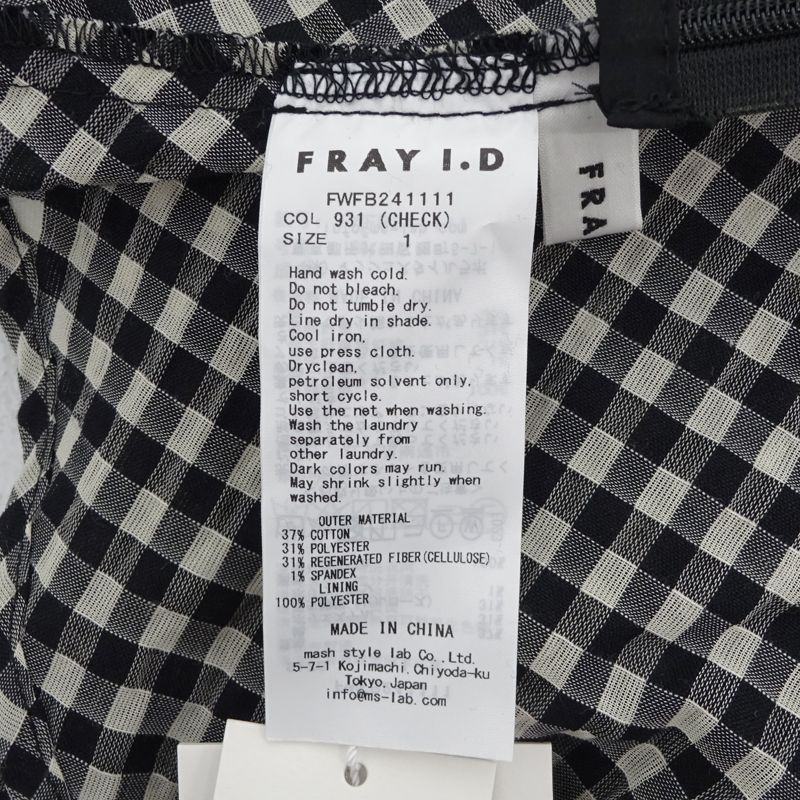 FRAY I.D
FWFB241111
COL 931 (CHECK)
SIZE 1
Hand wash cold.
Do not bleach.
Do not tumble dry.
Line dry in shade.
Cool iron,
use press cloth.
Dryclean,
petroleum solvent only,
short cycle.
Use the net when washing.
Wash the laundry
separately from
other laundry.
Dark colors may run.
May shrink slightly when
washed.
OUTER MATERIAL
37% COTTON
31% POLYESTER
31% REGENERATED FIBER(CELLULOSE)
1% SPANDEX
LINING
100% POLYESTER
MADE IN CHINA
mash style lab Co.,Ltd.
5-7-1 Kojimachi,Chiyoda-ku
Tokyo,Japan
info@ms-lab.com
FRA